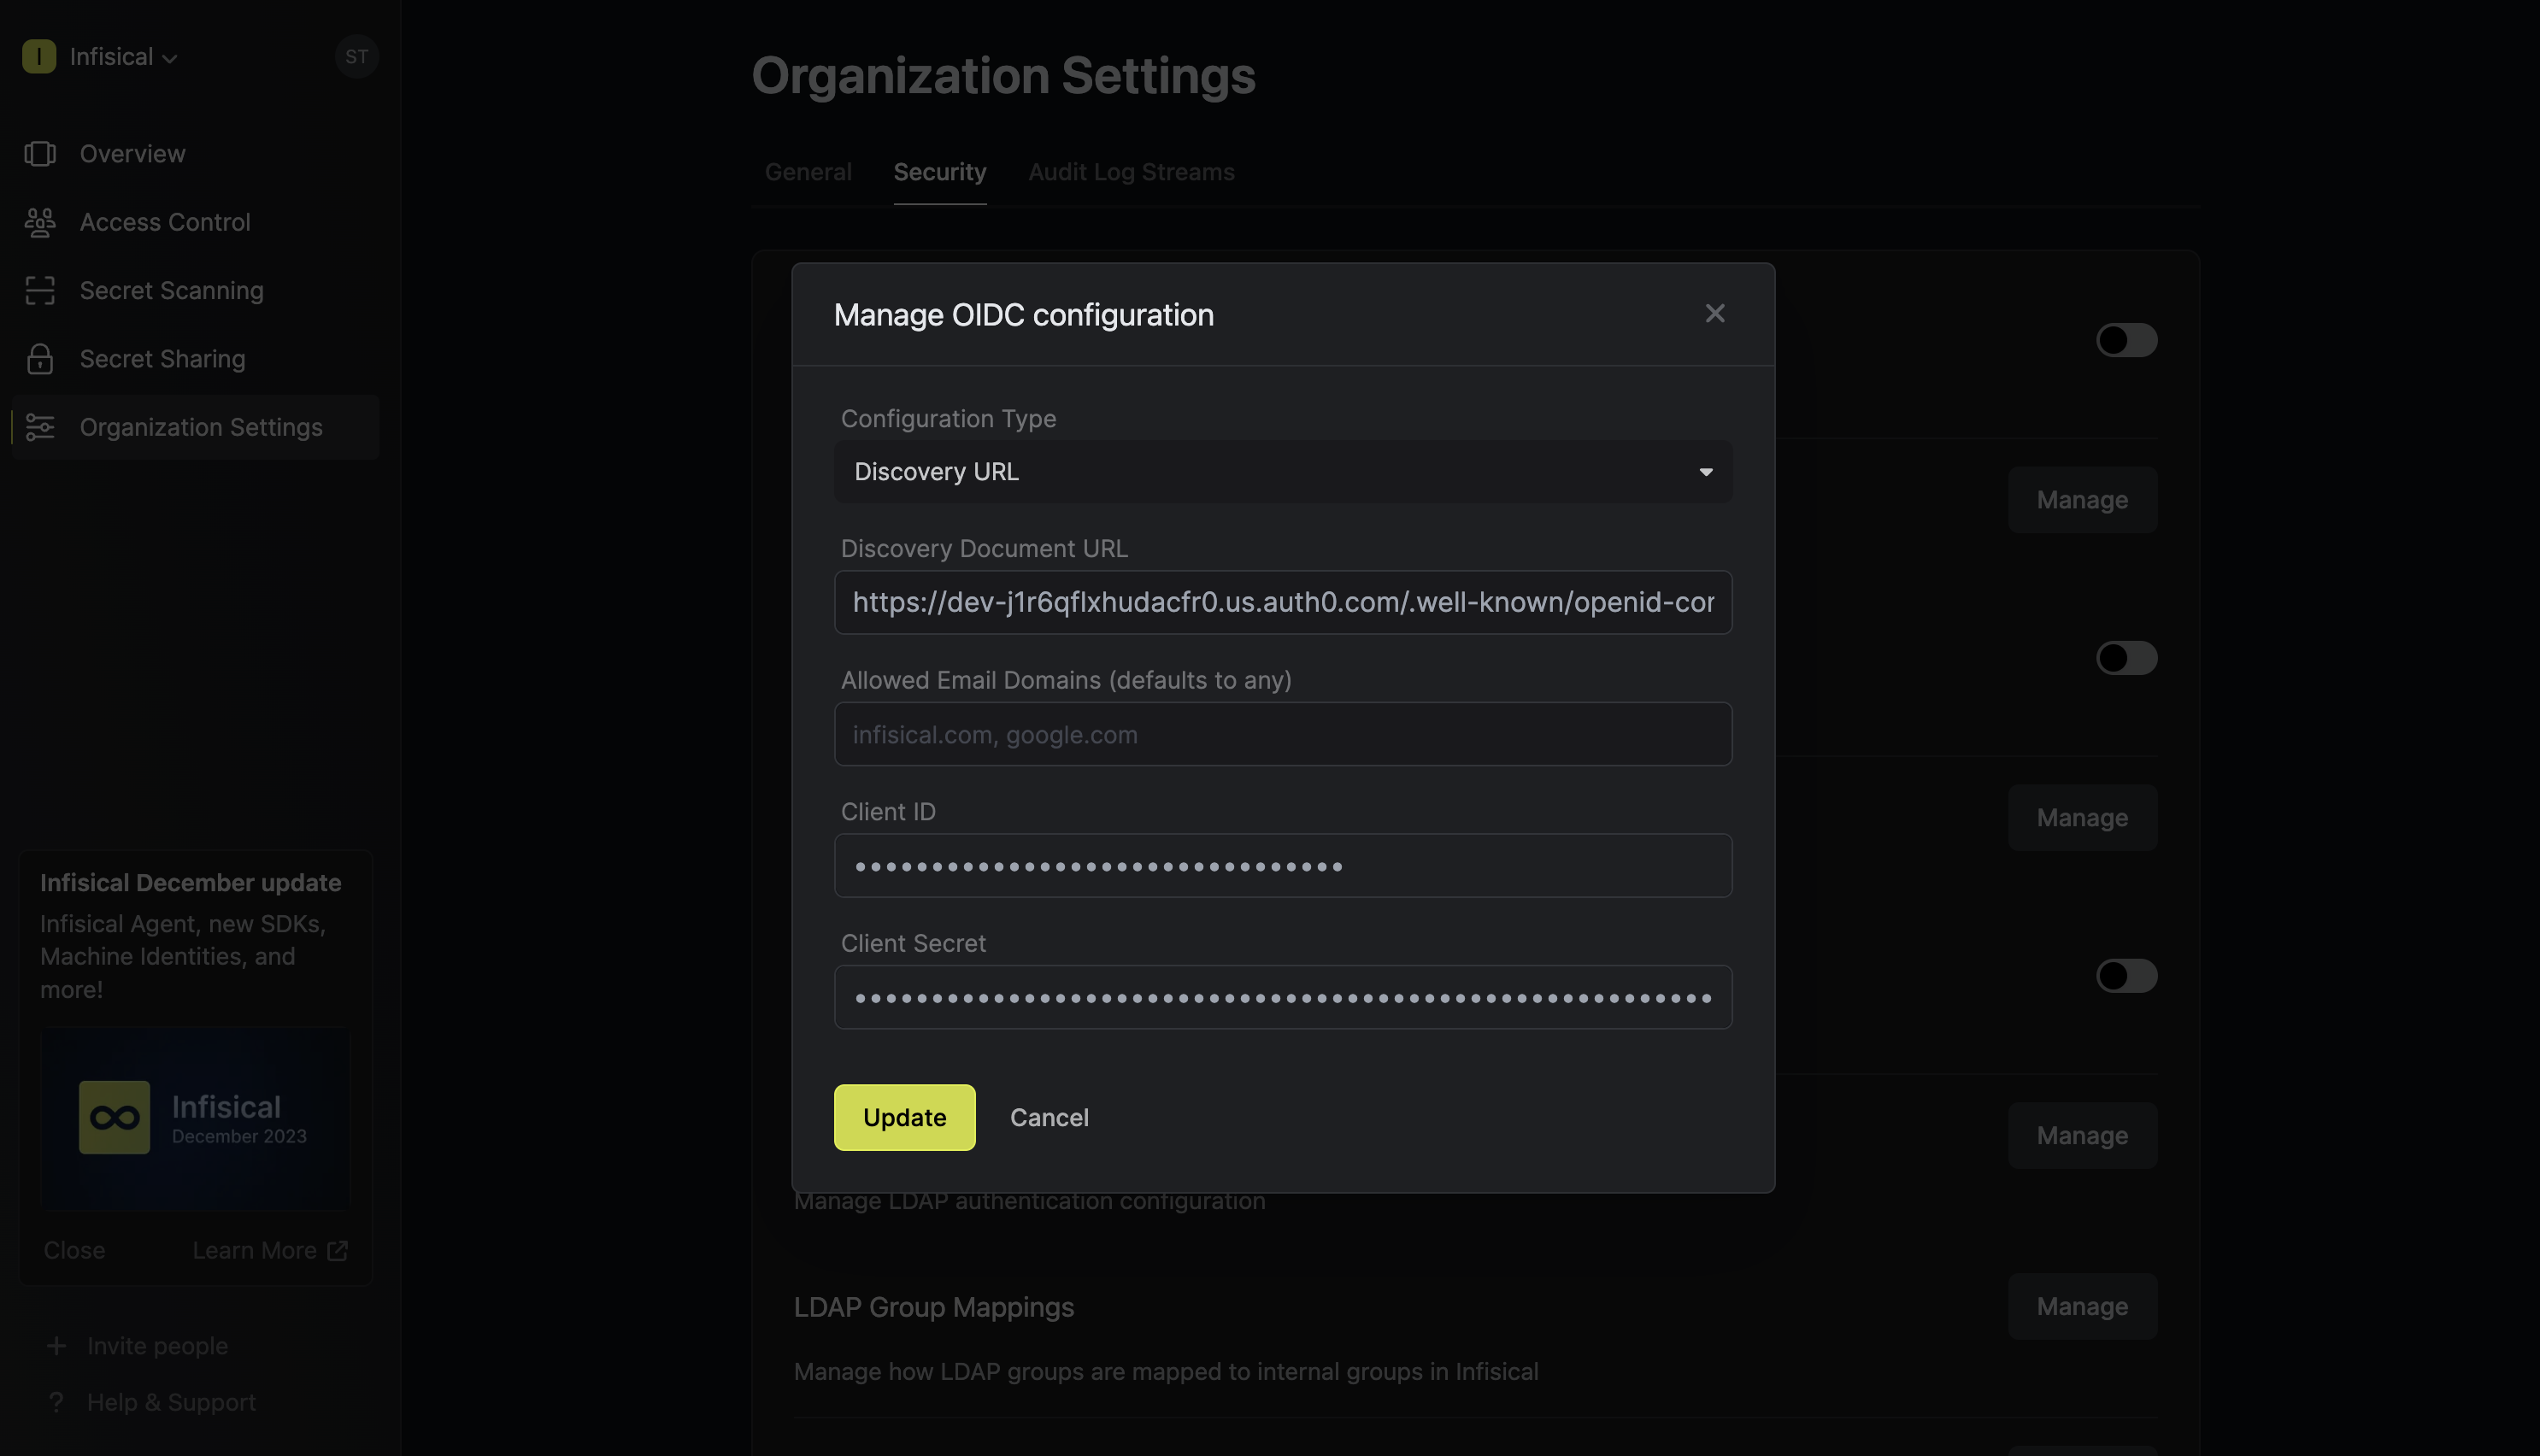 I
Infisical
ST
Overview
Access Control
Secret Scanning
Secret Sharing
Organization Settings
Infisical December update
Infisical Agent, new SDKs,
Machine Identities, and
more!
Infisical
December 2023
Close
Learn More
Invite people
? Help & Support
Organization Settings
General
Security
Audit Log Streams
Manage OIDC configuration
Configuration Type
Discovery URL
Discovery Document URL
https://dev-j1r6qflxhudacfr0.us.auth0.com/.well-known/openid-cor
Allowed Email Domains (defaults to any)
infisical.com, google.com
Client ID
Client Secret
Update
Cancel
Manage
Manage
Manage
Manage LDAP authentication configuration
LDAP Group Mappings
Manage
Manage how LDAP groups are mapped to internal groups in Infisical